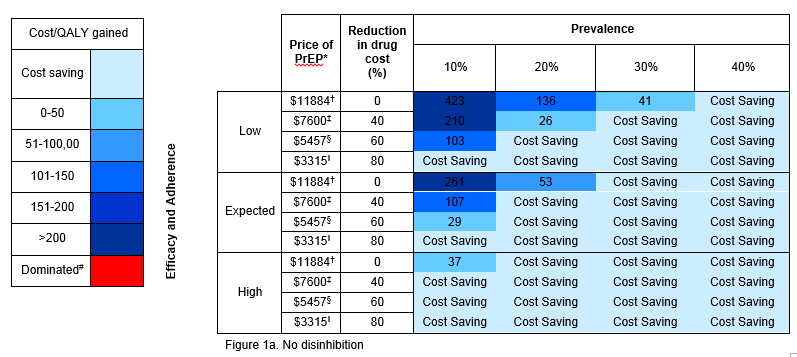 Cost/QALY gained
Cost saving
0-50
51-100,00
101-150
151-200
>200
Dominated#
Efficacy and Adherence
Price of PrEP*
Reduction in drug cost (%)
Prevalence
10% 20% 30% 40%
Low
$11884† 0 423 136 41 Cost Saving
$7600‡ 40 210 26 Cost Saving Cost Saving
$5457§ 60 103 Cost Saving Cost Saving Cost Saving
$3315‖ 80 Cost Saving Cost Saving Cost Saving Cost Saving
Expected
$11884† 0 261 53 Cost Saving Cost Saving
$7600‡ 40 107 Cost Saving Cost Saving Cost Saving
$5457§ 60 29 Cost Saving Cost Saving Cost Saving
$3315‖ 80 Cost Saving Cost Saving Cost Saving Cost Saving
High
$11884† 0 37 Cost Saving Cost Saving Cost Saving
$7600‡ 40 Cost Saving Cost Saving Cost Saving Cost Saving
$5457§ 60 Cost Saving Cost Saving Cost Saving Cost Saving
$3315‖ 80 Cost Saving Cost Saving Cost Saving Cost Saving
Figure 1a. No disinhibition